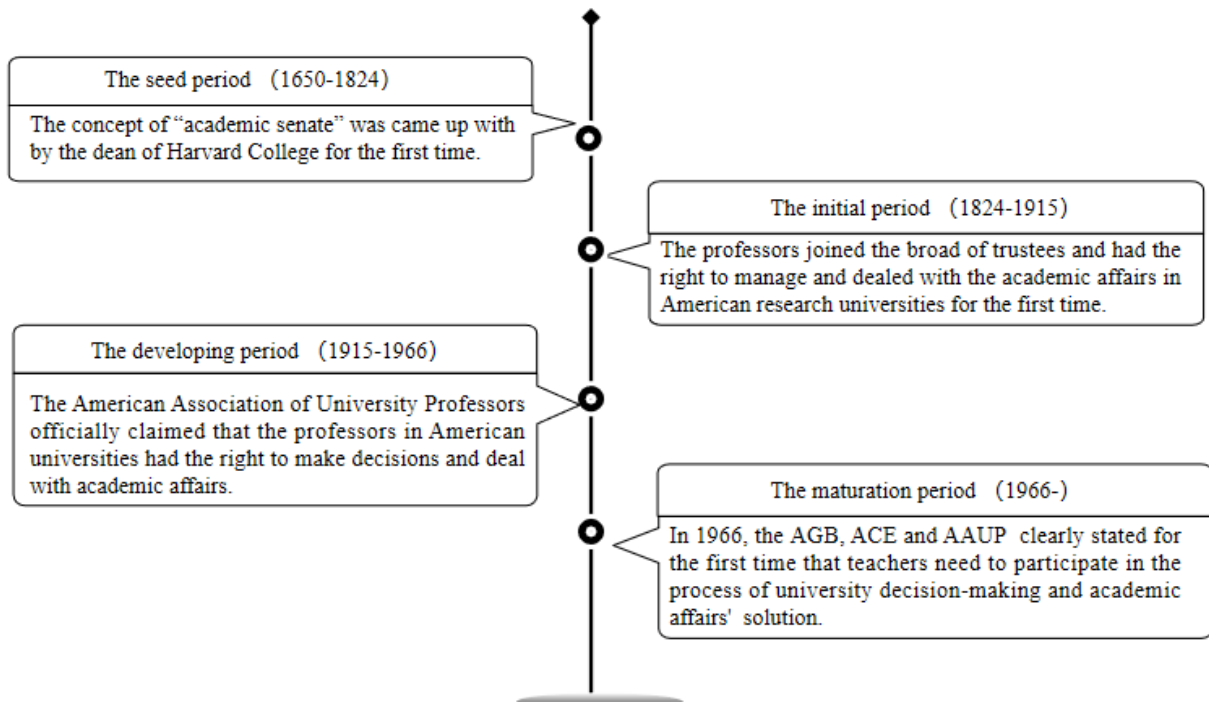 The seed period （1650-1824）
The concept of “academic senate” was came up with
by the dean of Harvard College for the first time.
The initial period （1824-1915）
The professors joined the broad of trustees and had the
right to manage and dealed with the academic affairs in
American research universities for the first time.
The developing period （1915-1966）
The American Association of University Professors
officially claimed that the professors in American
universities had the right to make decisions and deal
with academic affairs.
The maturation period （1966-）
In 1966, the AGB, ACE and AAUP clearly stated for
the first time that teachers need to participate in the
process of university decision-making and academic
affairs' solution.